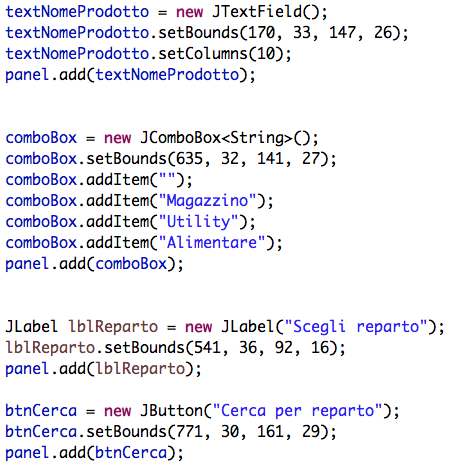 textNomeProdotto = new JTextField();
textNomeProdotto.setBounds(170, 33, 147, 26);
textNomeProdotto.setColumns(10);
panel.add(textNomeProdotto);
comboBox = new JComboBox<String>();
comboBox.setBounds(635, 32, 141, 27);
comboBox.addItem("");
comboBox.addItem("Magazzino");
comboBox.addItem("Utility");
comboBox.addItem("Alimentare");
panel.add(comboBox);
JLabel lblReparto = new JLabel("Scegli reparto");
lblReparto.setBounds(541, 36, 92, 16);
panel.add(lblReparto);
btnCerca = new JButton("Cerca per reparto");
btnCerca.setBounds(771, 30, 161, 29);
panel.add(btnCerca);